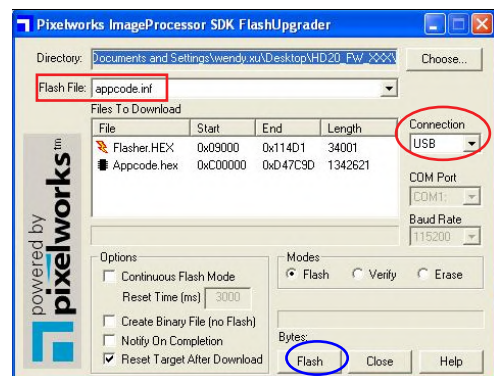 Pixelworks ImageProcessor SDK FlashUpgrader
Directory: Documents and Settings\wendy.xu\Desktop\HD20_FW_XXX\ Choose...
Flash File: appcode.inf
Files To Download
File Start End Length
Flasher.HEX 0x09000 0x114D1 34001
Appcode.hex 0xC00000 0xD47C9D 1342621
Connection
USB
COM Port
COM1:
Baud Rate
115200
powered by
pixelworks tm
Options
Continuous Flash Mode
Reset Time (ms) 3000
Create Binary File (no Flash)
Notify On Completion
Reset Target After Download
Modes
Flash Verify Erase
Bytes:
Flash Close Help